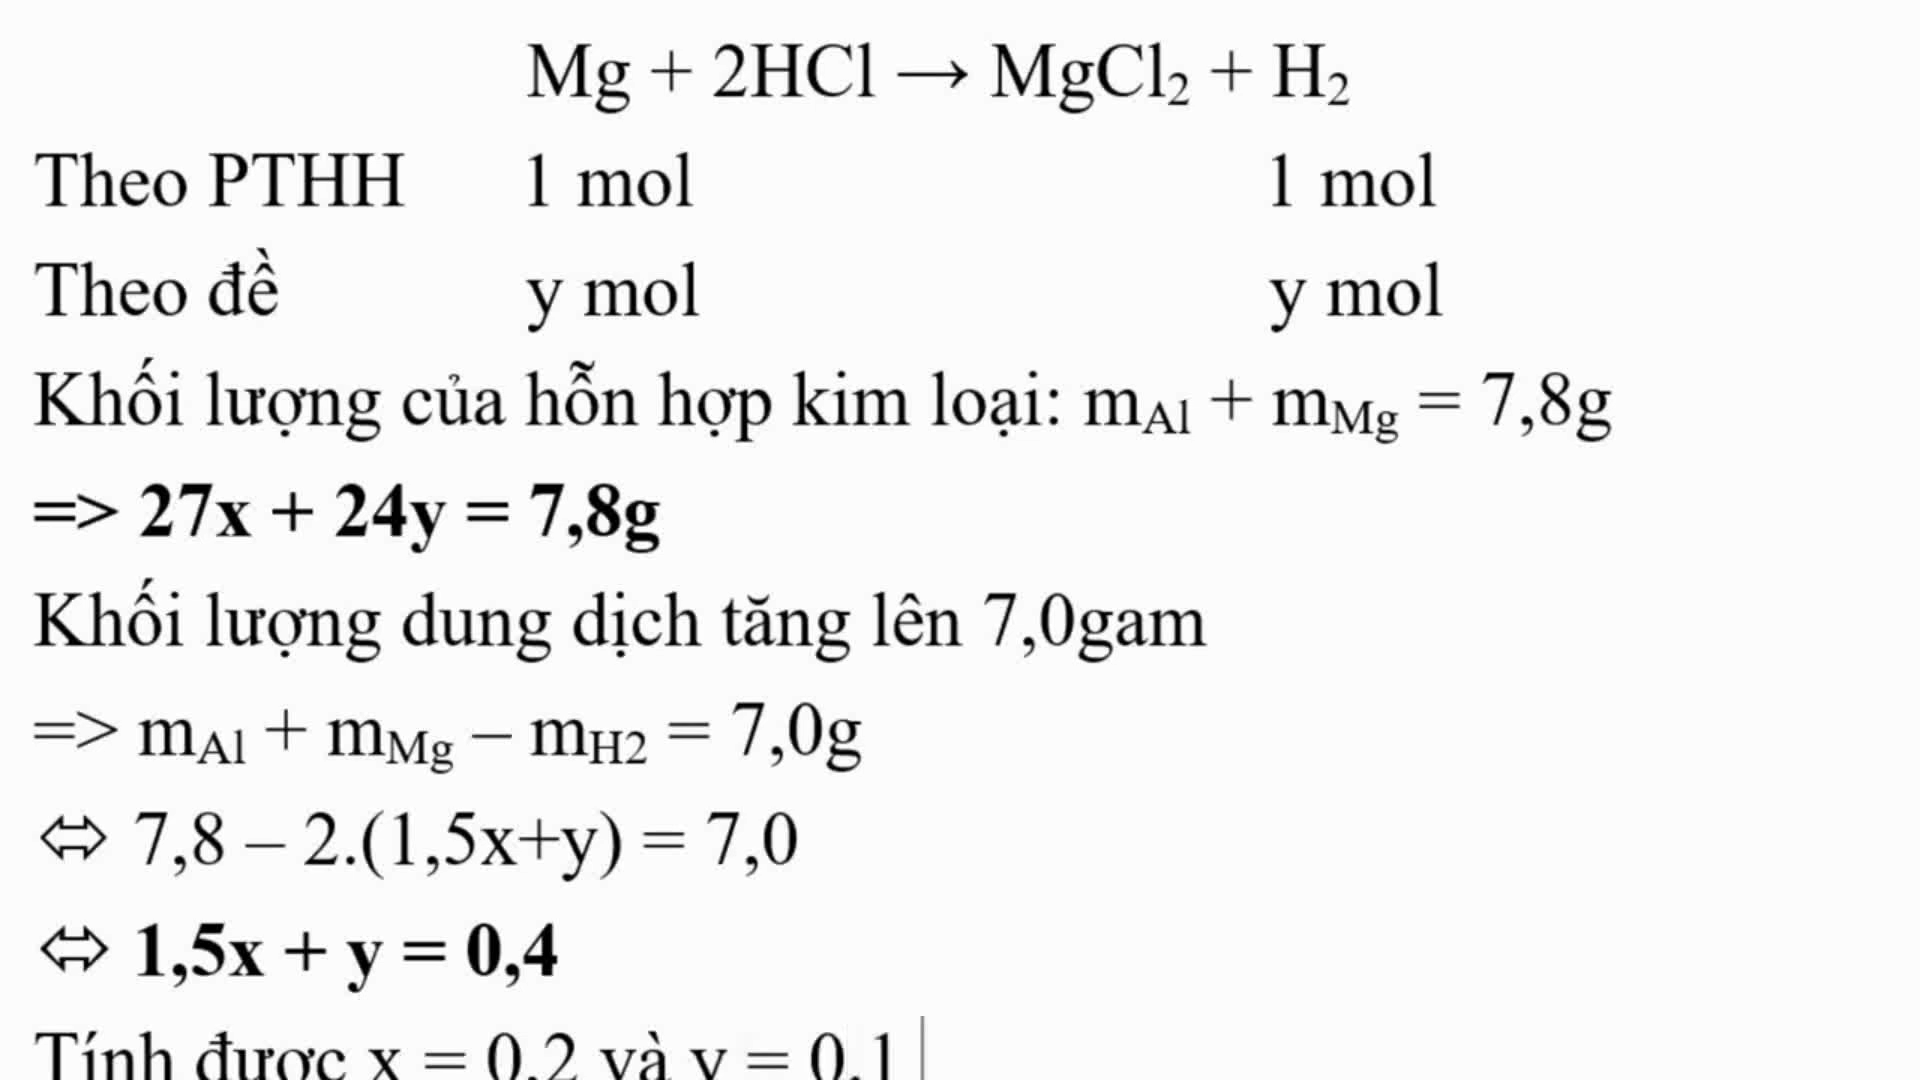 Mg + 2HCl → MgCl₂ + H₂
Theo PTHH 1 mol 1 mol
Theo đề y mol y mol
Khối lượng của hỗn hợp kim loại: mAl + mMg = 7,8g
=> 27x + 24y = 7,8g
Khối lượng dung dịch tăng lên 7,0gam
=> mAl + mMg – mH2 = 7,0g
⇔ 7,8 – 2.(1,5x+y) = 7,0
⇔ 1,5x + y = 0,4
Tính được x = 0,2 và y = 0,1